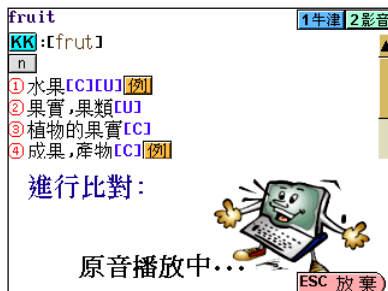 fruit 1牛津 2影音
KK:[frut]
n
①水果[C][U]例
②果實,果類[U]
③植物的果實[C]
④成果,產物[C]例
進行比對:
原音播放中...
ESC 放棄